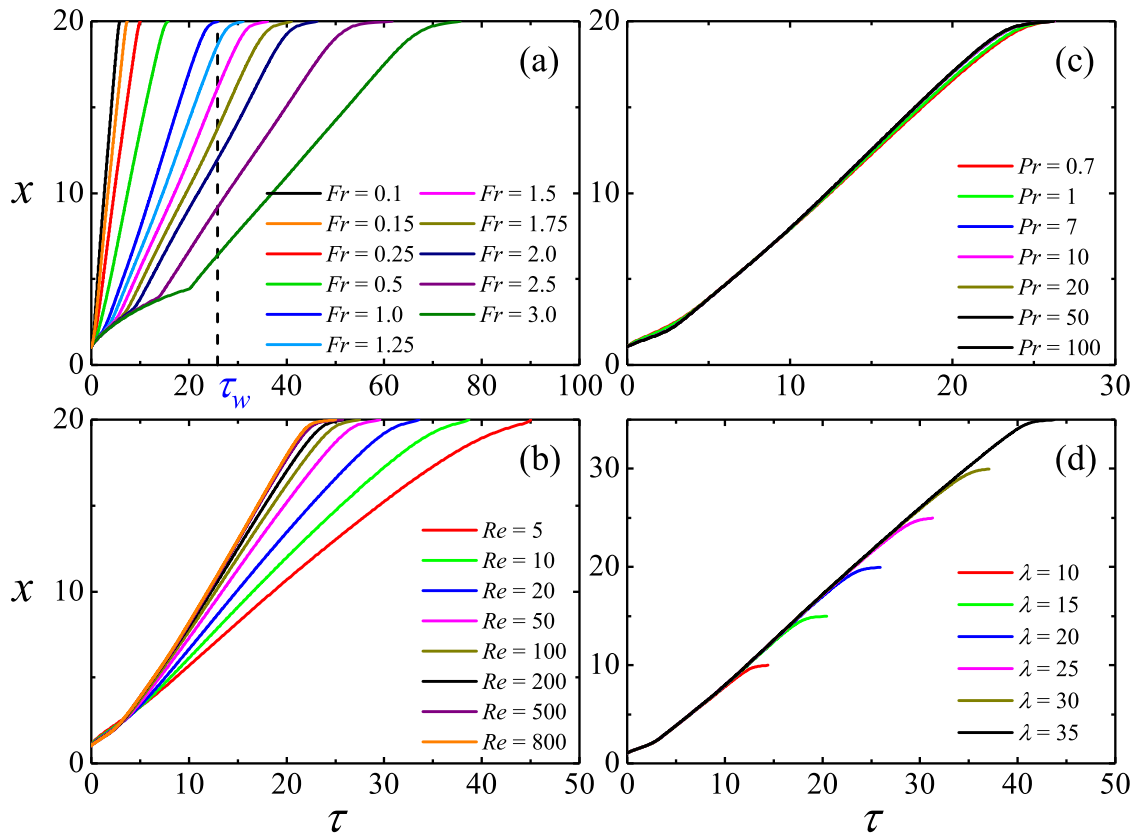 20
10
0
x
(a)
Fr = 0.1
Fr = 0.15
Fr = 0.25
Fr = 0.5
Fr = 1.0
Fr = 1.25
Fr = 1.5
Fr = 1.75
Fr = 2.0
Fr = 2.5
Fr = 3.0
0 20 40 60 80 100
τw
20
10
0
(c)
Pr = 0.7
Pr = 1
Pr = 7
Pr = 10
Pr = 20
Pr = 50
Pr = 100
0 10 20 30
20
10
0
x
(b)
Re = 5
Re = 10
Re = 20
Re = 50
Re = 100
Re = 200
Re = 500
Re = 800
0 10 20 30 40 50
τ
30
20
10
0
(d)
λ = 10
λ = 15
λ = 20
λ = 25
λ = 30
λ = 35
0 10 20 30 40 50
τ